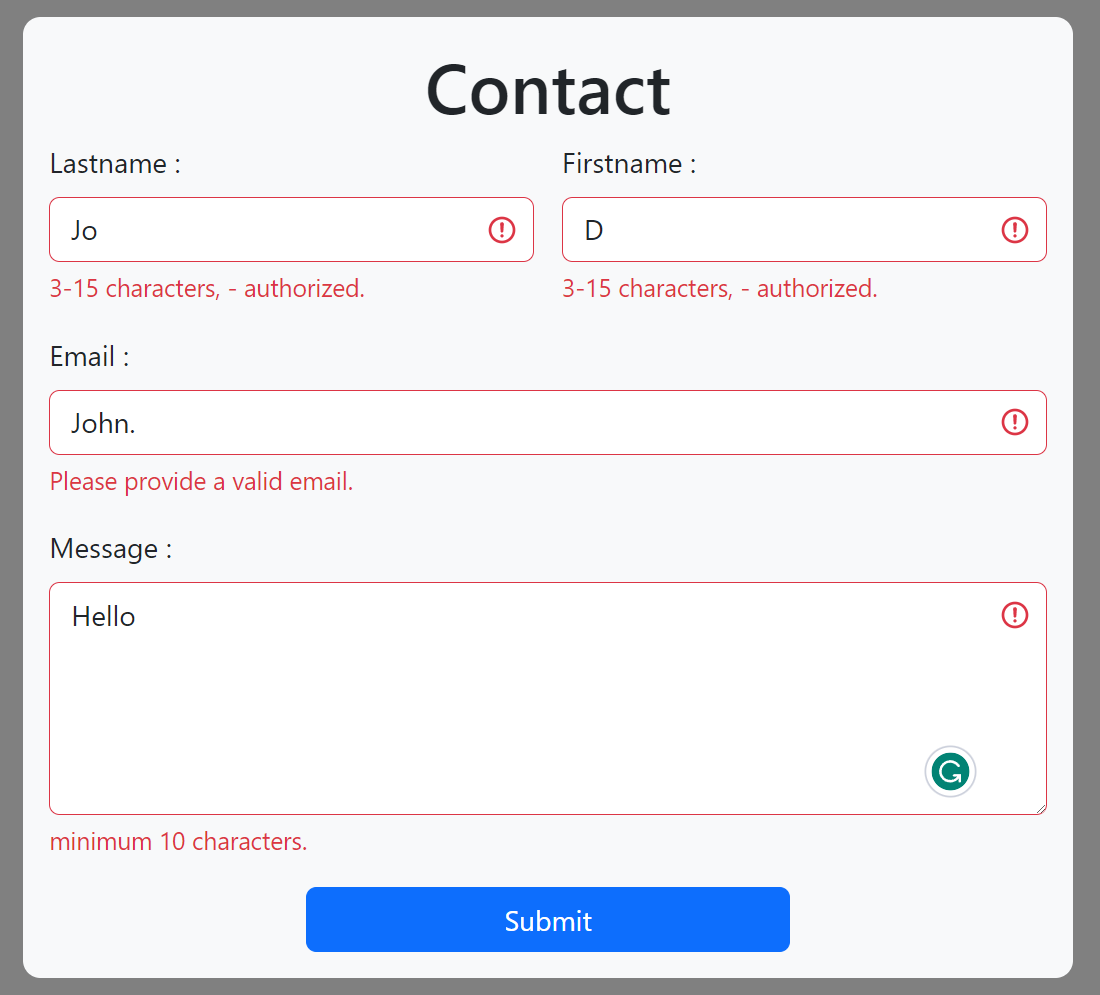 Contact
Lastname :
Firstname :
Jo
D
3-15 characters, - authorized.
3-15 characters, - authorized.
Email :
John.
Please provide a valid email.
Message :
Hello
minimum 10 characters.
Submit